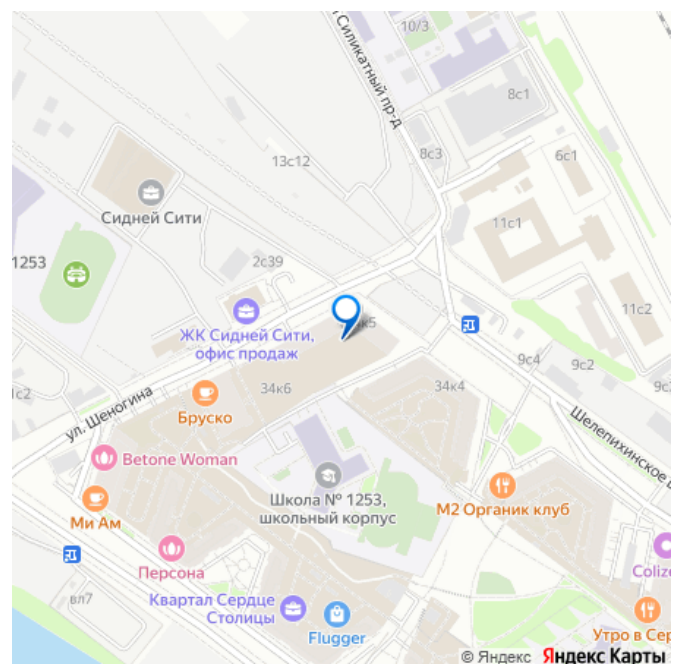 10/3
Силикатный пр-д
8с1
8с3
6с1
13с12
Сидней Сити
11с1
1253
2с39
11с2
ЖК Сидней Сити,
офис продаж
9с4
9с2
34к6
34к4
ул. Шеногина
Бруско
Шелепихинское
Betone Woman
Школа № 1253,
школьный корпус
М2 Органик клуб
Ми Ам
Персона
вл7
Квартал Сердце
Столицы
Flugger
© Яндекс Яндекс Карты